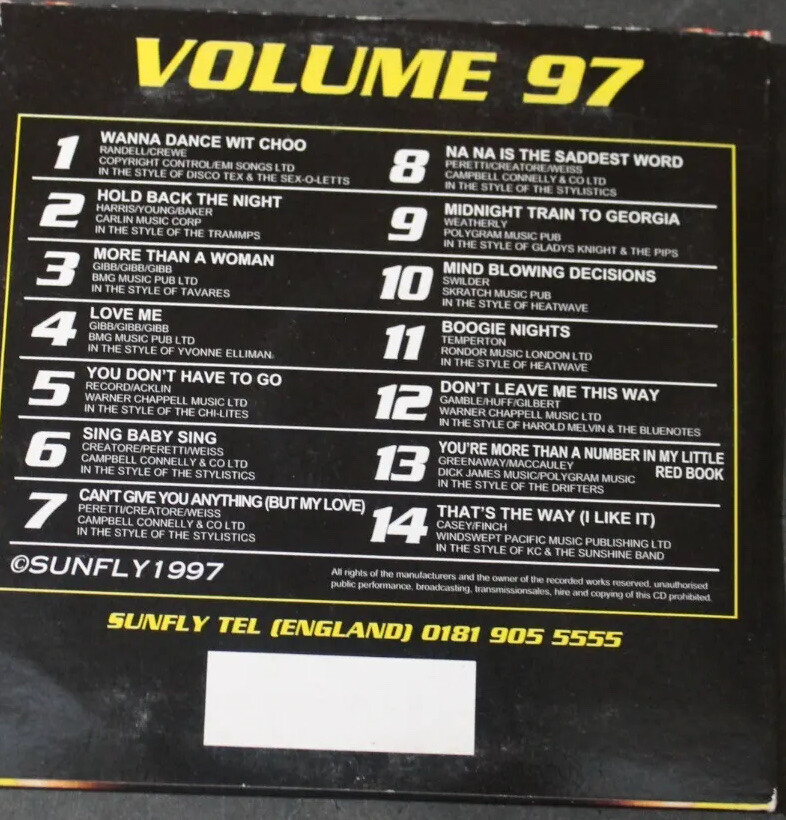 VOLUME 97
1 WANNA DANCE WIT CHOO
RANDELL/CREWE
COPYRIGHT CONTROL/EMI SONGS LTD
IN THE STYLE OF DISCO TEX & THE SEX-O-LETTS
2 HOLD BACK THE NIGHT
HARRIS/YOUNG/BAKER
CARLIN MUSIC CORP
IN THE STYLE OF THE TRAMMPS
3 MORE THAN A WOMAN
GIBB/GIBB/GIBB
BMG MUSIC PUB LTD
IN THE STYLE OF TAVARES
4 LOVE ME
GIBB/GIBB/GIBB
BMG MUSIC PUB LTD
IN THE STYLE OF YVONNE ELLIMAN
5 YOU DON'T HAVE TO GO
RECORD/ACKLIN
WARNER CHAPPELL MUSIC LTD
IN THE STYLE OF THE CHI-LITES
6 SING BABY SING
CREATORE/PERETTI/WEISS
CAMPBELL CONNELLY & CO LTD
IN THE STYLE OF THE STYLISTICS
7 CAN'T GIVE YOU ANYTHING (BUT MY LOVE)
PERETTI/CREATORE/WEISS
CAMPBELL CONNELLY & CO LTD
IN THE STYLE OF THE STYLISTICS
8 NA NA IS THE SADDEST WORD
PERETTI/CREATORE/WEISS
CAMPBELL CONNELLY & CO LTD
IN THE STYLE OF THE STYLISTICS
9 MIDNIGHT TRAIN TO GEORGIA
WEATHERLY
POLYGRAM MUSIC PUB
IN THE STYLE OF GLADYS KNIGHT & THE PIPS
10 MIND BLOWING DECISIONS
SWILDER
SKRATCH MUSIC PUB
IN THE STYLE OF HEATWAVE
11 BOOGIE NIGHTS
TEMPERTON
RONDOR MUSIC LONDON LTD
IN THE STYLE OF HEATWAVE
12 DON'T LEAVE ME THIS WAY
GAMBLE/HUFF/GILBERT
WARNER CHAPPELL MUSIC LTD
IN THE STYLE OF HAROLD MELVIN & THE BLUENOTES
13 YOU'RE MORE THAN A NUMBER IN MY LITTLE
RED BOOK
GREENAWAY/MACCAULEY
DICK JAMES MUSIC/POLYGRAM MUSIC
IN THE STYLE OF THE DRIFTERS
14 THAT'S THE WAY (I LIKE IT)
CASEY/FINCH
WINDSWEPT PACIFIC MUSIC PUBLISHING LTD
IN THE STYLE OF KC & THE SUNSHINE BAND
©SUNFLY1997
All rights of the manufacturers and the owner of the recorded works reserved, unauthorised
public performance, broadcasting, transmissionsales, hire and copying of this CD prohibited.
SUNFLY TEL (ENGLAND) 0181 905 5555